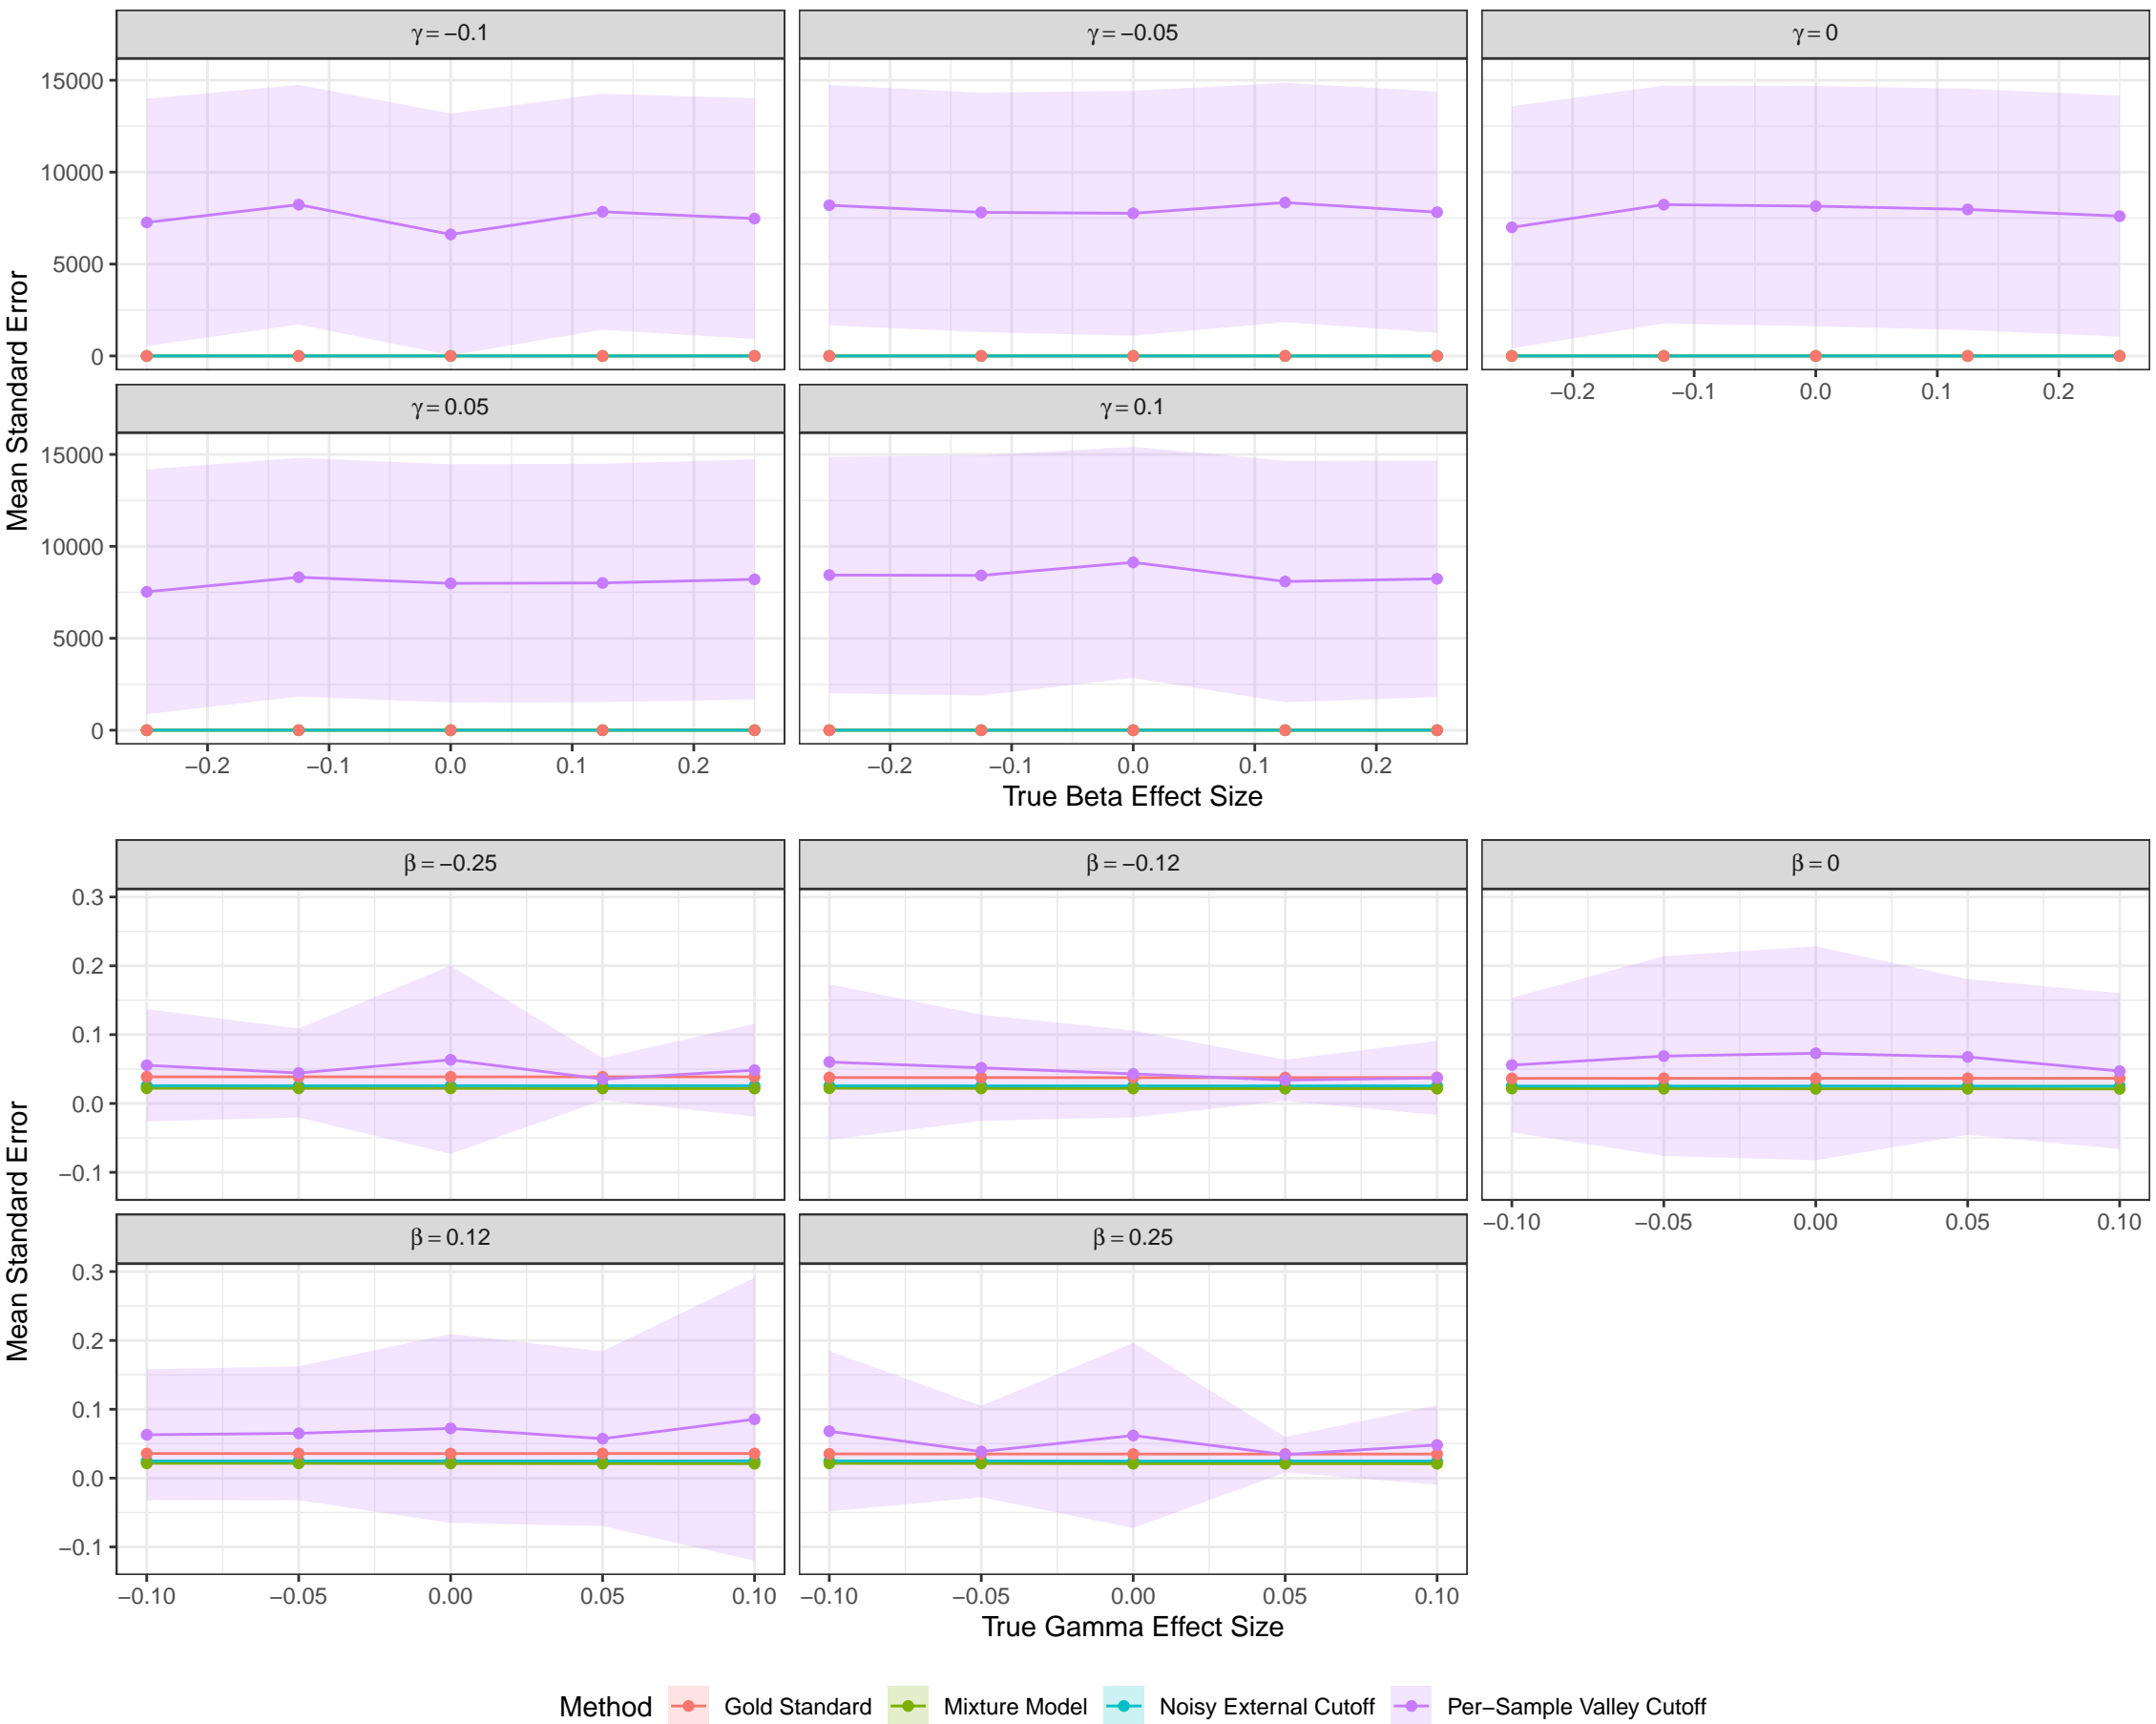 γ = −0.1
γ = −0.05
γ = 0
15000
10000
5000
0
−0.2 −0.1 0.0 0.1 0.2
γ = 0.05
γ = 0.1
15000
10000
5000
0
−0.2 −0.1 0.0 0.1 0.2
−0.2 −0.1 0.0 0.1 0.2
Mean Standard Error
True Beta Effect Size
β = −0.25
β = −0.12
β = 0
0.3
0.2
0.1
0.0
−0.1
−0.10 −0.05 0.00 0.05 0.10
β = 0.12
β = 0.25
0.3
0.2
0.1
0.0
−0.1
−0.10 −0.05 0.00 0.05 0.10
−0.10 −0.05 0.00 0.05 0.10
Mean Standard Error
True Gamma Effect Size
Method Gold Standard Mixture Model Noisy External Cutoff Per−Sample Valley Cutoff